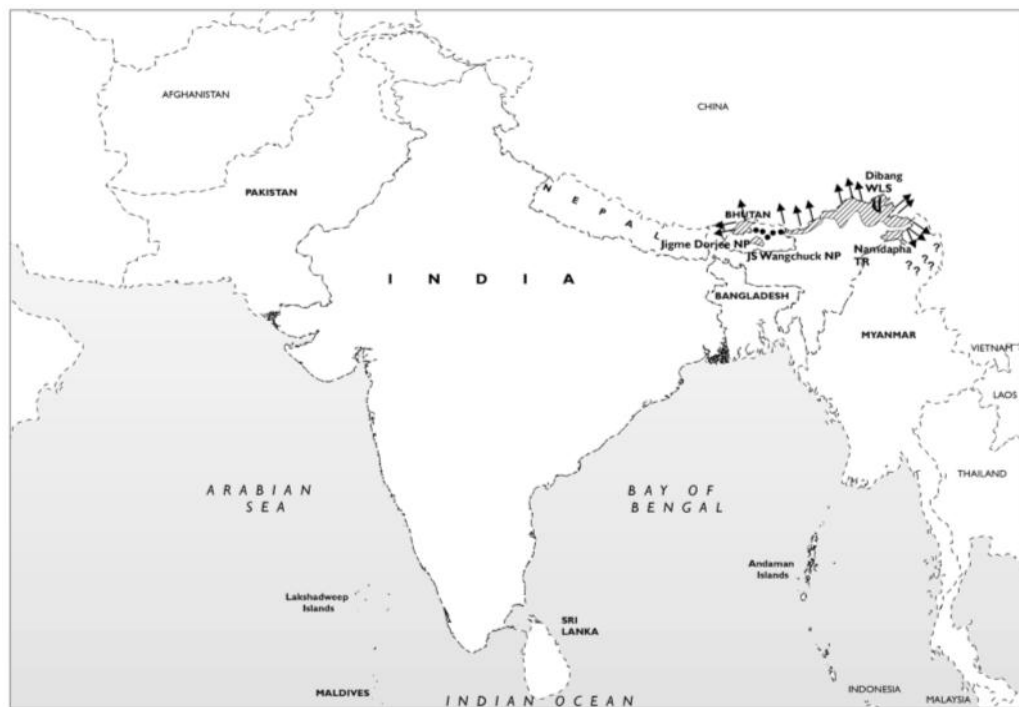 AFGHANISTAN
CHINA
PAKISTAN
NEPAL
BHUTAN
Dibang
WLS
Jigme Dorjee NP
JS Wangchuck NP
Namdapha
TR
?
?
? ?
? ?
INDIA
BANGLADESH
MYANMAR
VIETNAM
LAOS
THAILAND
ARABIAN
SEA
BAY OF
BENGAL
Andaman
Islands
Lakshadweep
Islands
SRI
LANKA
MALDIVES
INDIAN OCEAN
INDONESIA
MALAYSIA